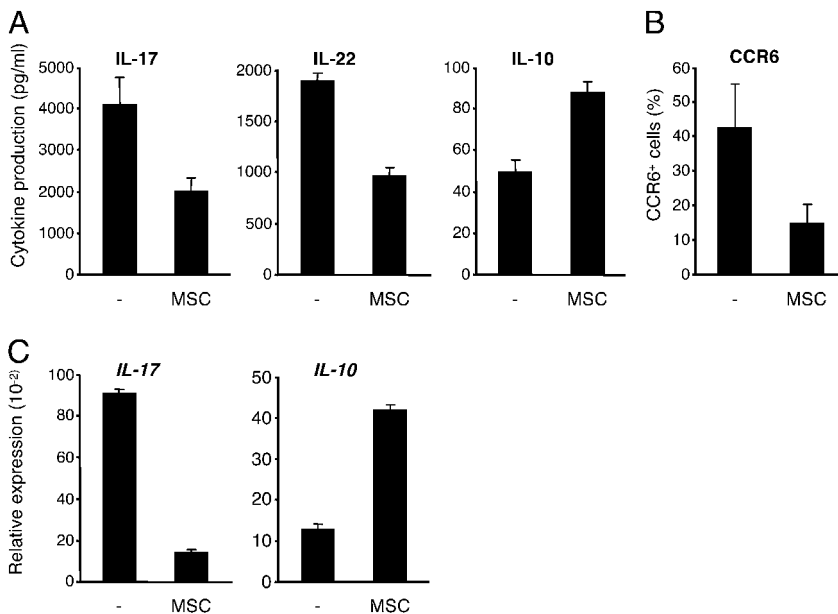 A
B
IL-17
IL-22
IL-10
CCR6
Cytokine production (pg/ml)
5000
4000
3000
2000
1000
0
- MSC
2000
1500
1000
500
0
- MSC
100
80
60
40
20
0
- MSC
CCR6+ cells (%)
60
50
40
30
20
10
0
- MSC
C
IL-17
IL-10
Relative expression (10-2)
100
80
60
40
20
0
- MSC
50
40
30
20
10
0
- MSC